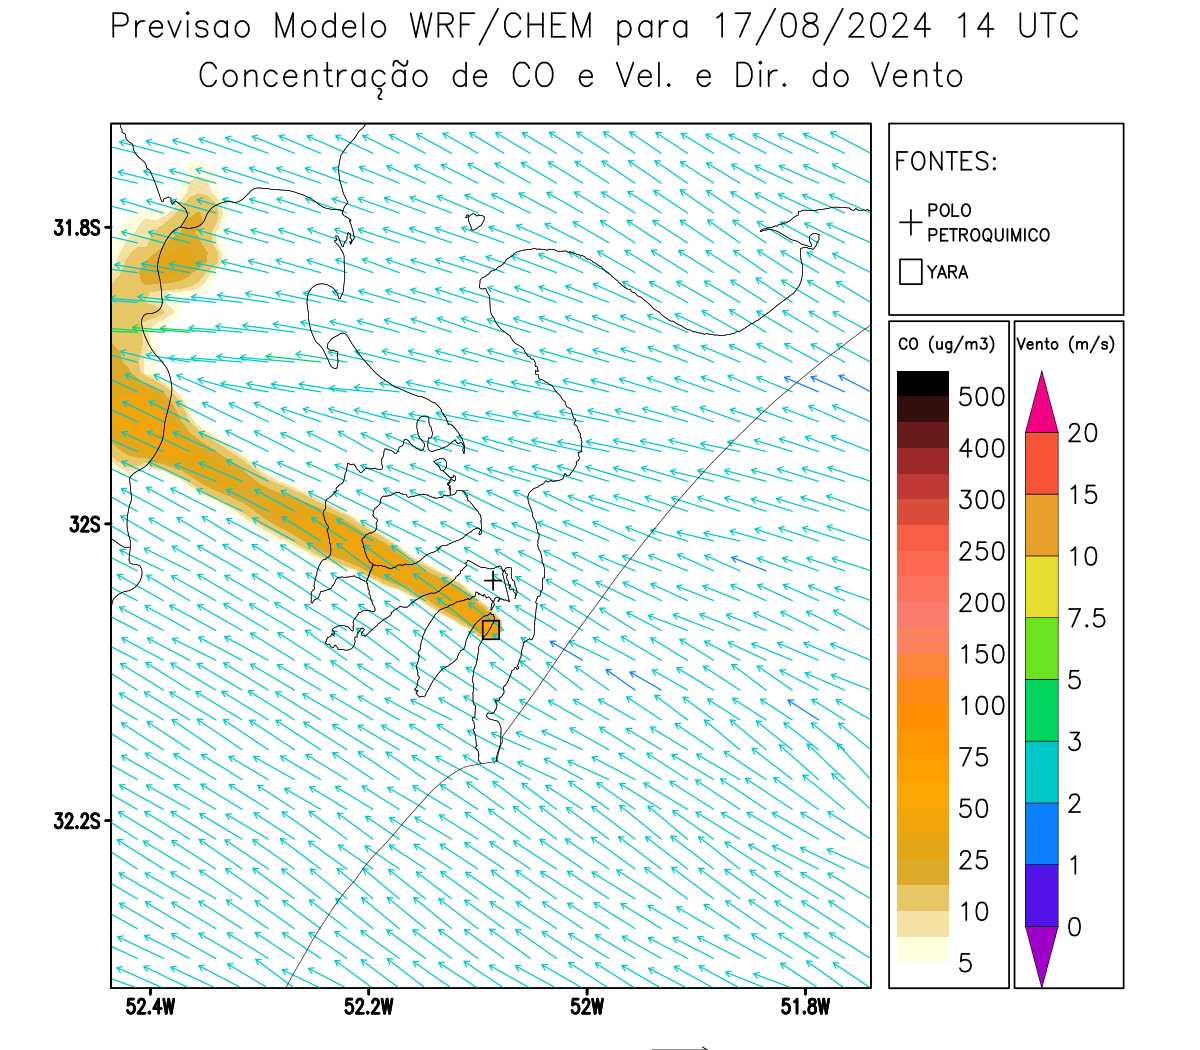 Previsao Modelo WRF/CHEM para 17/08/2024 14 UTC
Concentração de CO e Vel. e Dir. do Vento
FONTES:
POLO
PETROQUIMICO
YARA
CO (ug/m3)
500
400
300
250
200
150
100
75
50
25
10
5
Vento (m/s)
20
15
10
7.5
5
3
2
1
0
31.8S
32S
32.2S
52.4W
52.2W
52W
51.8W